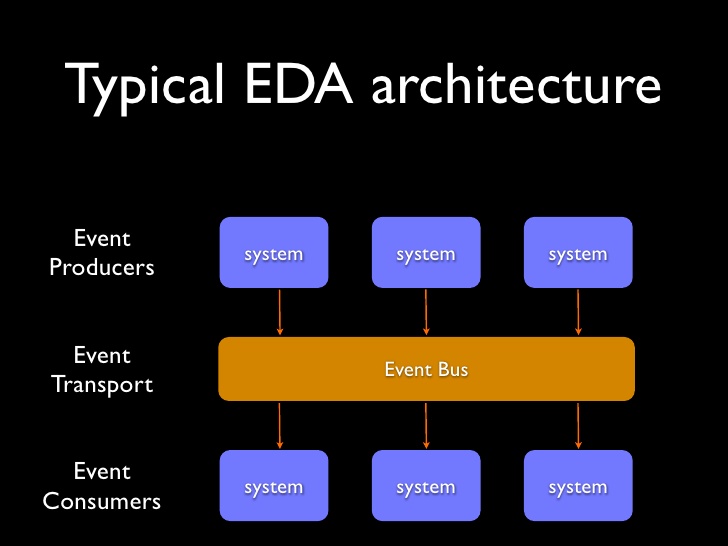 Typical EDA architecture
Event
Producers
system
system
system
Event
Transport
Event Bus
Event
Consumers
system
system
system